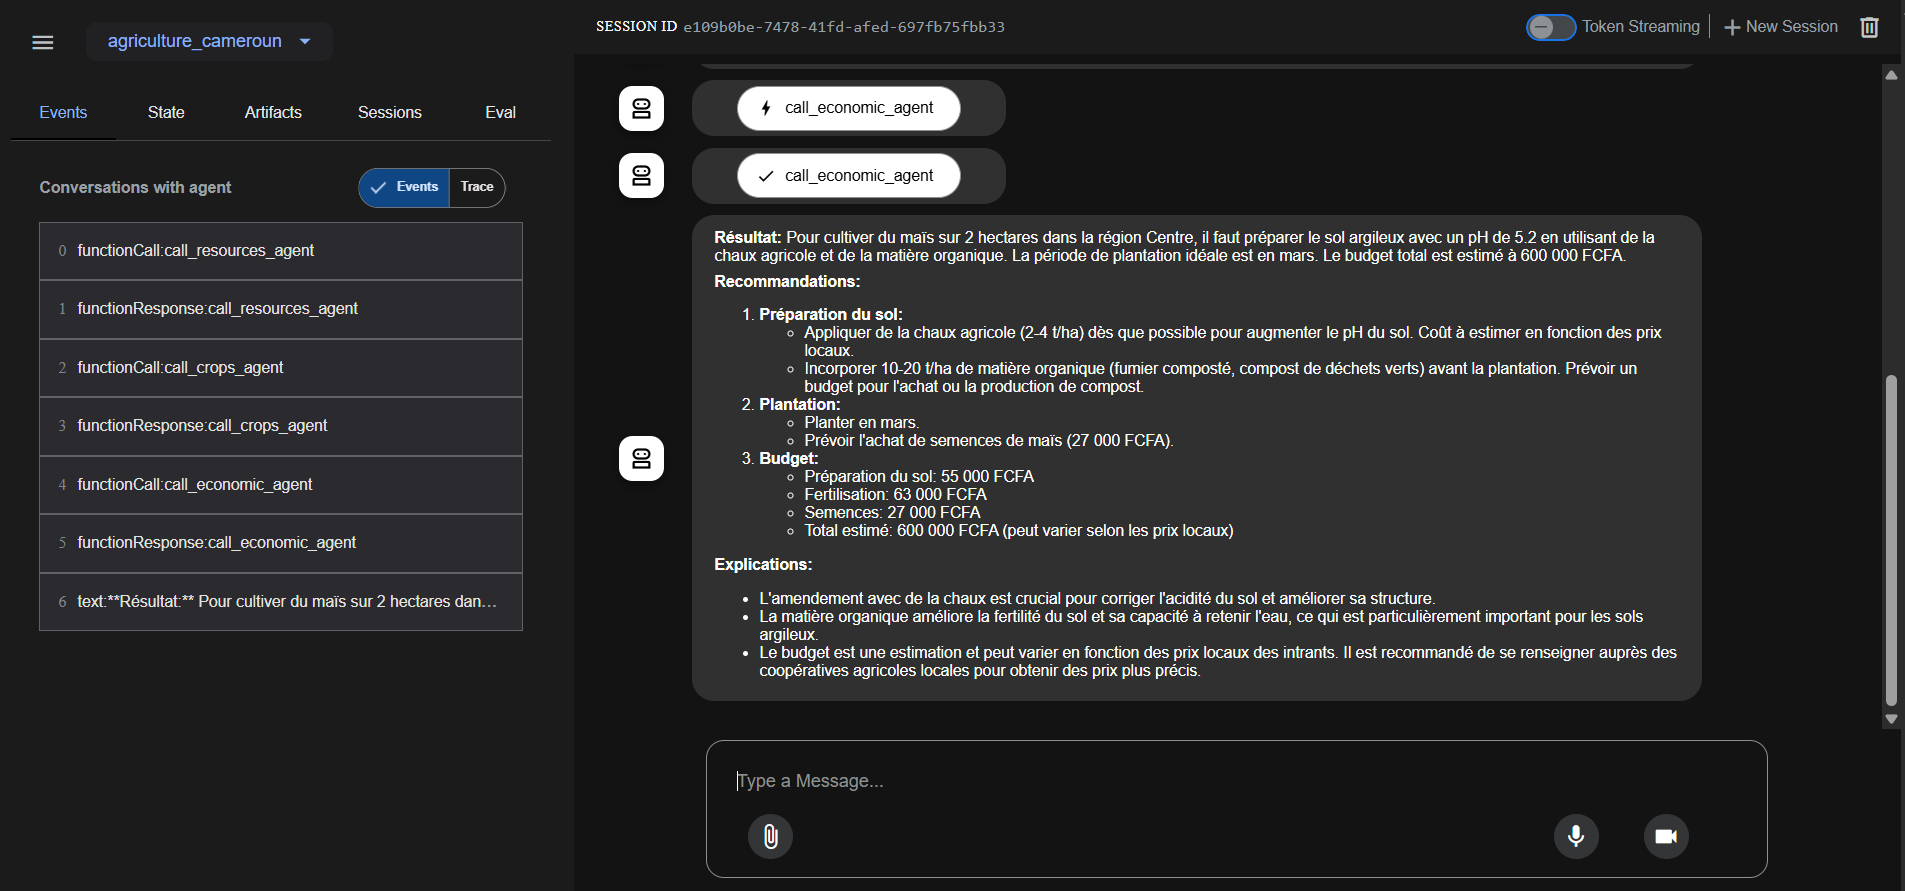 agriculture_cameroun
SESSION ID e109b0be-7478-41fd-afed-697fb75fbb33
Token Streaming
New Session
Events
State
Artifacts
Sessions
Eval
Conversations with agent
Events
Trace
0 functionCall:call_resources_agent
1 functionResponse:call_resources_agent
2 functionCall:call_crops_agent
3 functionResponse:call_crops_agent
4 functionCall:call_economic_agent
5 functionResponse:call_economic_agent
6 text:**Résultat:** Pour cultiver du maïs sur 2 hectares dan...
call_economic_agent
call_economic_agent
Résultat: Pour cultiver du maïs sur 2 hectares dans la région Centre, il faut préparer le sol argileux avec un pH de 5.2 en utilisant de la
chaux agricole et de la matière organique. La période de plantation idéale est en mars. Le budget total est estimé à 600 000 FCFA.
Recommandations:
1. Préparation du sol:
Appliquer de la chaux agricole (2-4 t/ha) dès que possible pour augmenter le pH du sol. Coût à estimer en fonction des prix
locaux.
Incorporer 10-20 t/ha de matière organique (fumier composté, compost de déchets verts) avant la plantation. Prévoir un
budget pour l'achat ou la production de compost.
2. Plantation:
Planter en mars.
Prévoir l'achat de semences de maïs (27 000 FCFA).
3. Budget:
Préparation du sol: 55 000 FCFA
Fertilisation: 63 000 FCFA
Semences: 27 000 FCFA
Total estimé: 600 000 FCFA (peut varier selon les prix locaux)
Explications:
L'amendement avec de la chaux est crucial pour corriger l'acidité du sol et améliorer sa structure.
La matière organique améliore la fertilité du sol et sa capacité à retenir l'eau, ce qui est particulièrement important pour les sols
argileux.
Le budget est une estimation et peut varier en fonction des prix locaux des intrants. Il est recommandé de se renseigner auprès des
coopératives agricoles locales pour obtenir des prix plus précis.
Type a Message...